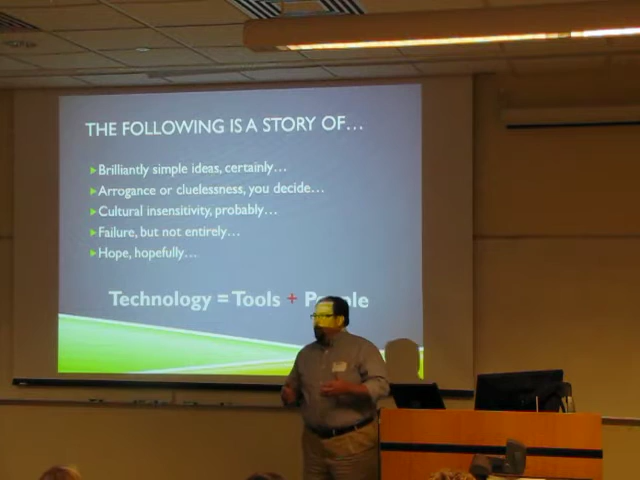 THE FOLLOWING IS A STORY OF...
Brilliantly simple ideas, certainly...
Arrogance or cluelessness, you decide...
Cultural insensitivity, probably...
Failure, but not entirely...
Hope, hopefully...
Technology = Tools + People